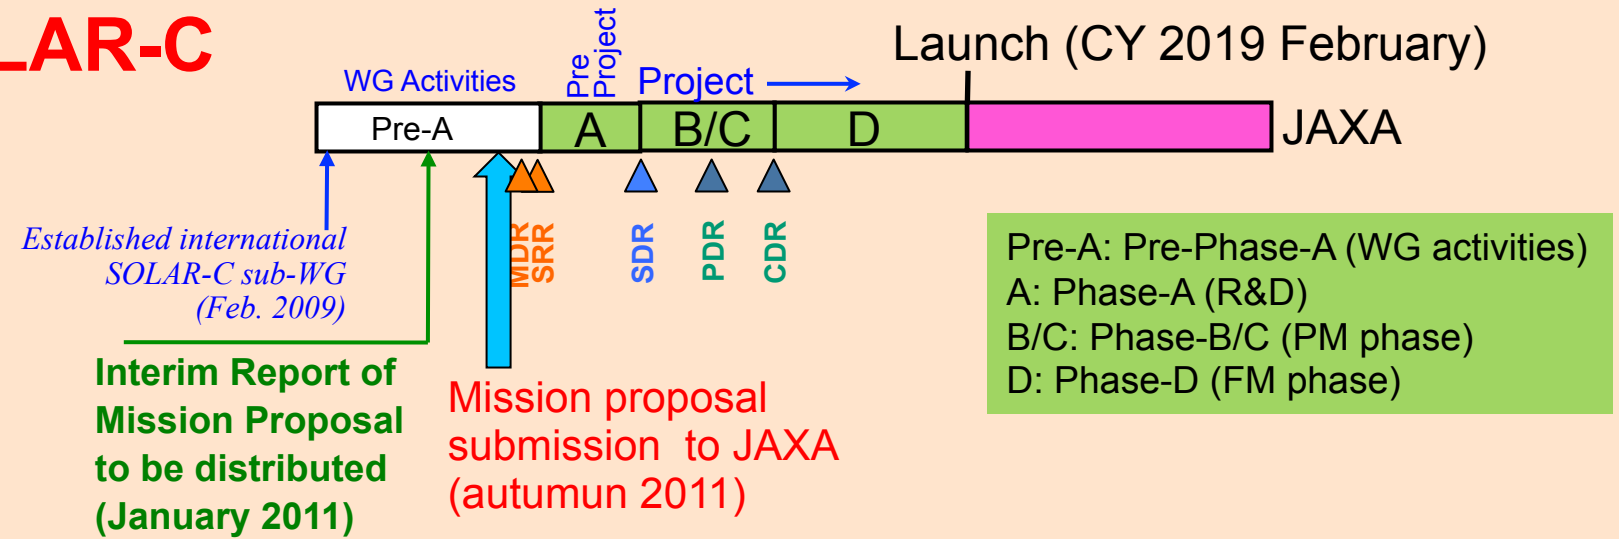 LAR-C
Launch (CY 2019 February)
WG Activities
Pre
Project
Project
Pre-A
A
B/C
D
JAXA
MDR
SRR
SDR
PDR
CDR
Established international
SOLAR-C sub-WG
(Feb. 2009)
Interim Report of
Mission Proposal
to be distributed
(January 2011)
Mission proposal
submission to JAXA
(autumun 2011)
Pre-A: Pre-Phase-A (WG activities)
A: Phase-A (R&D)
B/C: Phase-B/C (PM phase)
D: Phase-D (FM phase)